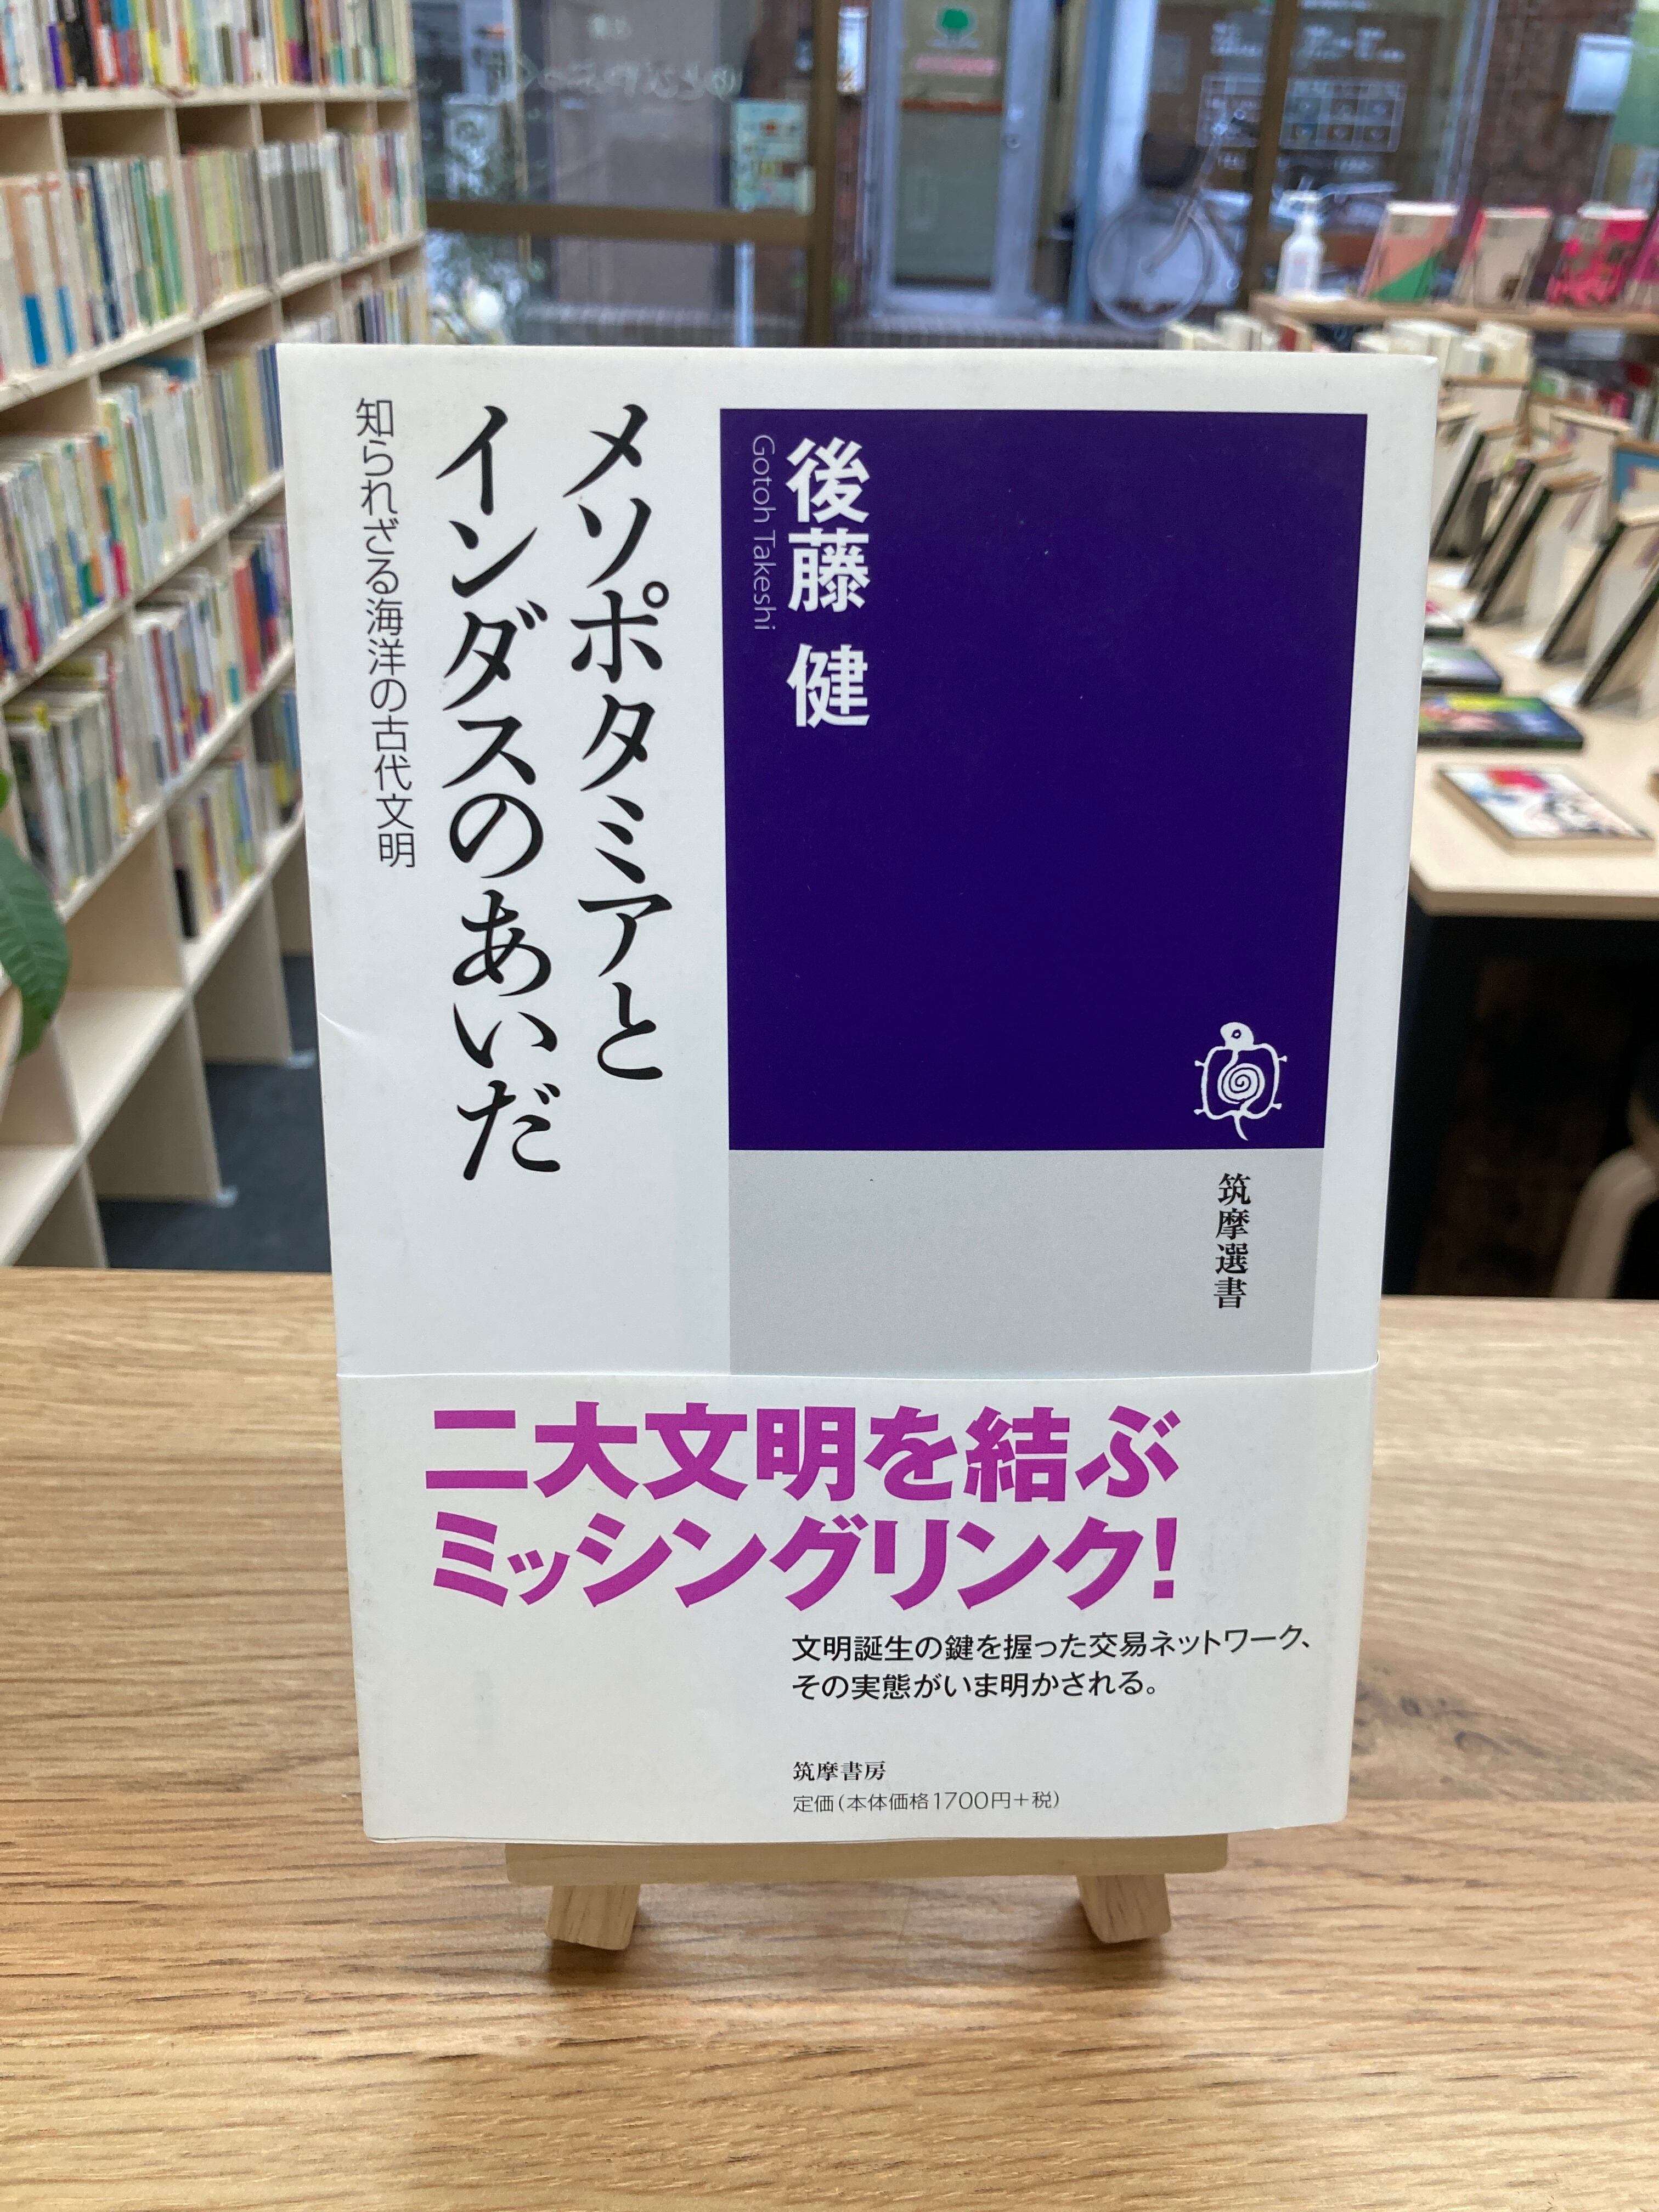 後藤 健
Gotoh Takeshi
メソポタミアと
インダスのあいだ
知られざる海洋の古代文明
筑摩選書
二大文明を結ぶ
ミッシングリンク!
文明誕生の鍵を握った交易ネットワーク、
その実態がいま明かされる。
筑摩書房
定価(本体価格1700円+税)